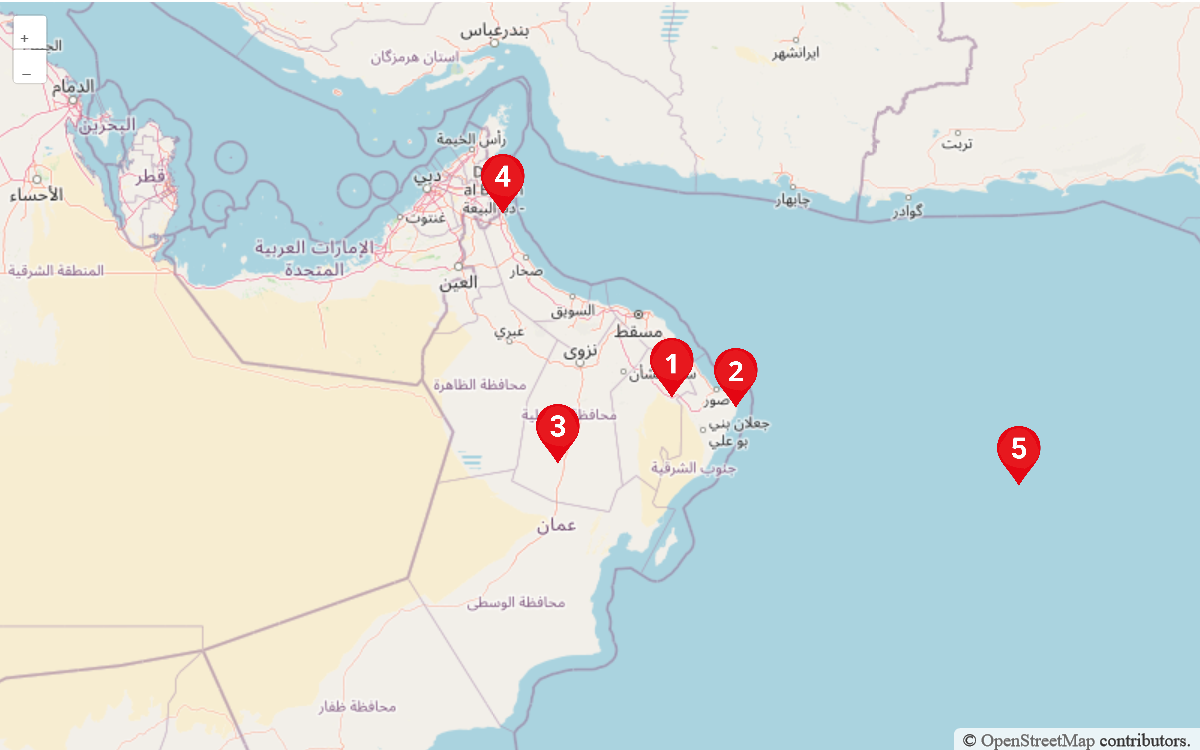 +
–
بندرعباس
استان هرمزگان
ایرانشهر
الدمام
البحرين
قطر
الأحساء
المنطقة الشرقية
رأس الخيمة
دبي
غنتوت
4
الإمارات العربية
المتحدة
العين
صحار
السويق
عبري
مسقط
نزوى
تربت
چابهار
گوادر
محافظة الظاهرة
1
2
صور
3
جعلان بني
بو علي
جنوب الشرقية
5
عمان
محافظة الوسطى
محافظة ظفار
© OpenStreetMap contributors.